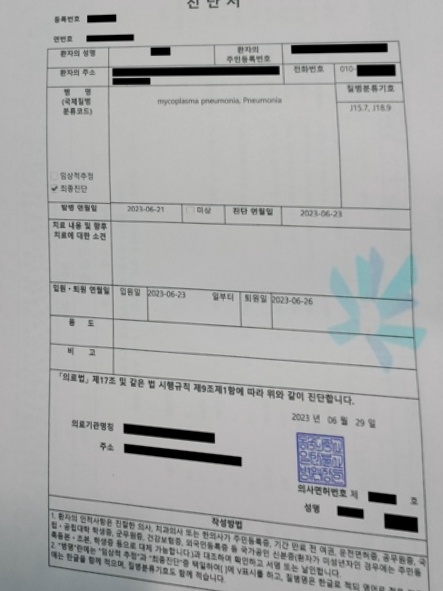 진 단 서
등록번호
연번호
환자의 성명
환자의
주민등록번호
환자의 주소
전화번호 010-
병 명
(국제질병
분류코드)
mycoplasma pneumonia, Pneumonia
질병분류기호
J15.7, J18.9
임상적추정
최종진단
발병 연월일 2023-06-21 미상 진단 연월일 2023-06-23
치료 내용 및 향후
치료에 대한 소견
입원·퇴원 연월일 입원일 2023-06-23 일부터 퇴원일 2023-06-26
용 도
비 고
「의료법」 제17조 및 같은 법 시행규칙 제9조제1항에 따라 위와 같이 진단합니다.
2023 년 06 월 29 일
의료기관명칭
주소
의사면허번호 제 호
성명
작성방법
1. 환자의 인적사항은 진찰한 의사, 치과의사 또는 한의사가 주민등록증, 기간 만료 전 여권, 운전면허증, 공무원증, 국
립·공립대학 학생증, 군무원증, 건강보험증, 외국인등록증 등 국가공인 신분증(환자가 미성년자인 경우에는 주민등
록등본·초본, 학생증 등으로 대체 가능합니다.)과 대조하여 확인하고 서명 또는 날인합니다.
2. "병명"란에는 "임상적 추정"과 "최종진단"중 택일하여[ ]에 V표시를 하고, 질병명은 한글로 적되
는 한글을 함께 적으며, 질병분류기호도 함께 적습니다.